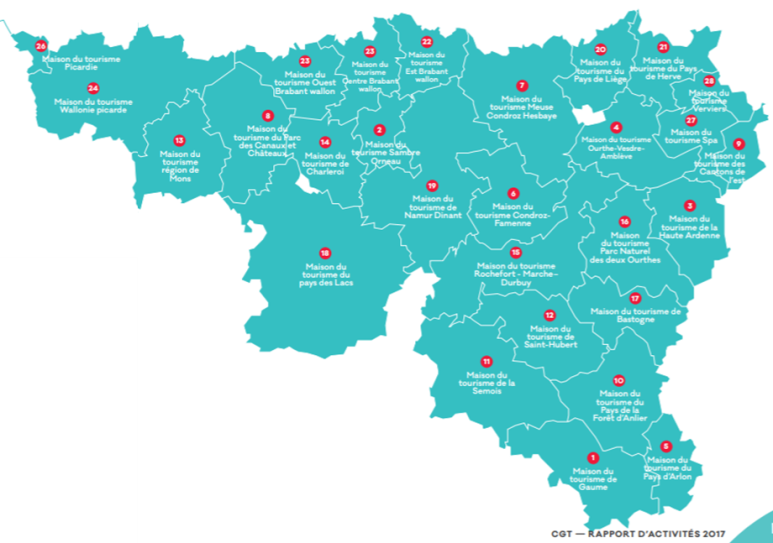 26
Maison du tourisme
Picardie
24
Maison du tourisme
Wallonie picarde
13
Maison du
tourisme
région de
Mons
8
Maison du
tourisme du Parc
des Canaux et
Châteaux
23
Maison du
tourisme Ouest
Brabant wallon
23
Maison du
tourisme
Centre Brabant
wallon
22
Maison du
tourisme
Est Brabant
wallon
14
Maison du
tourisme de
Charleroi
2
Maison du
tourisme Sambre
Orneau
7
Maison du
tourisme Meuse
Condroz Hesbaye
20
Maison du
tourisme du
Pays de Liège
21
Maison du
tourisme du Pays
de Herve
28
Maison du
tourisme
Verviers
27
Maison du
tourisme Spa
4
Maison du tourisme
Ourthe-Vesdre-
Amblève
9
Maison du
tourisme des
Cantons de
l'est
19
Maison du
tourisme de
Namur Dinant
6
Maison du
tourisme Condroz-
Famenne
3
Maison du
tourisme de la
Haute Ardenne
16
Maison
du tourisme
Parc Naturel
des deux Ourthes
18
Maison du
tourisme du
pays des Lacs
15
Maison du tourisme
Rochefort - Marche-
Durbuy
17
Maison du tourisme de
Bastogne
12
Maison du
tourisme de
Saint-Hubert
11
Maison du
tourisme de la
Semois
10
Maison du
tourisme du
Pays de la
Forêt d'Anlier
1
Maison du
tourisme de
Gaume
5
Maison du
tourisme du
Pays d'Arlon
CGT — RAPPORT D'ACTIVITÉS 2017